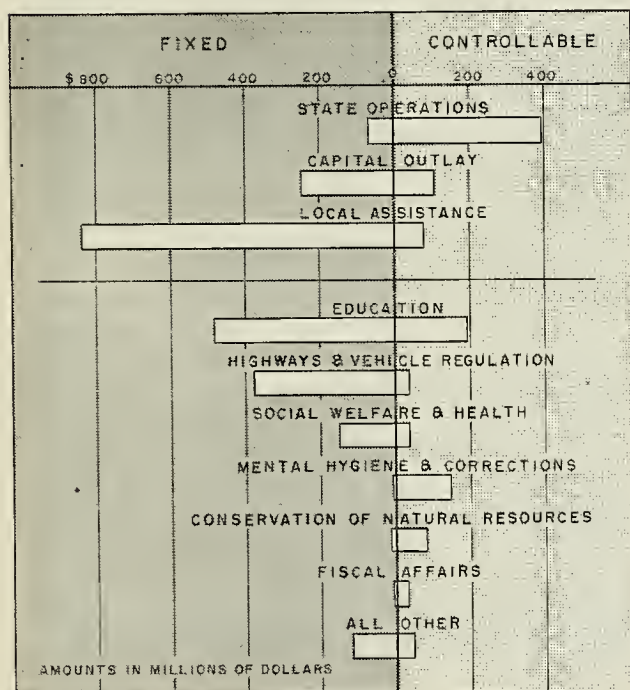 FIXED CONTROLLABLE
$800 600 400 200 0 200 400
STATE OPERATIONS
CAPITAL OUTLAY
LOCAL ASSISTANCE
EDUCATION
HIGHWAYS & VEHICLE REGULATION
SOCIAL WELFARE & HEALTH
MENTAL HYGIENE & CORRECTIONS
CONSERVATION OF NATURAL RESOURCES
FISCAL AFFAIRS
ALL OTHER
AMOUNTS IN MILLIONS OF DOLLARS